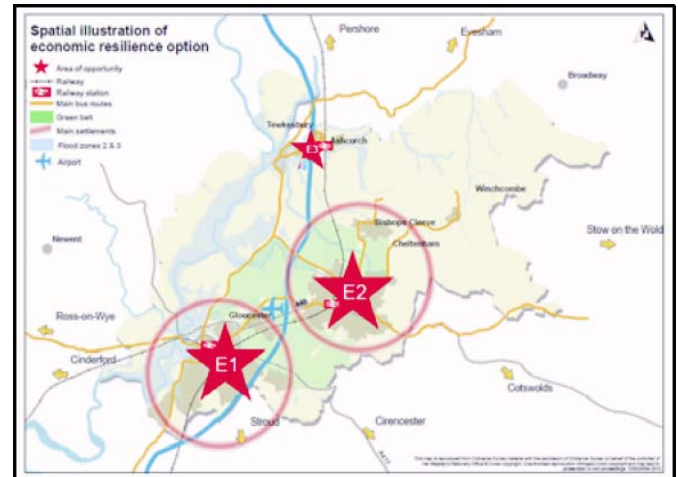 Spatial illustration of
economic resilience option
Area of opportunity
Railway
Railway station
Main bus routes
Green belt
Main settlements
Flood zones 2 & 3
Airport
Pershore
Evesham
Broadway
Tewkesbury
Ashchurch
E3
Winchcombe
Bishops Cleeve
Cheltenham
Stow on the Wold
Newent
E2
Gloucester
A40
Ross-on-Wye
E1
Cinderford
Cotswolds
Stroud
Cirencester
A417